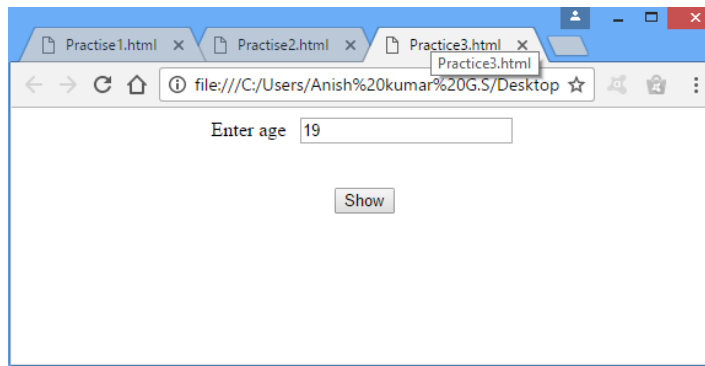 Practise1.html Practise2.html Practice3.html
Practice3.html
file:///C:/Users/Anish%20kumar%20G.S/Desktop
Enter age 19
Show